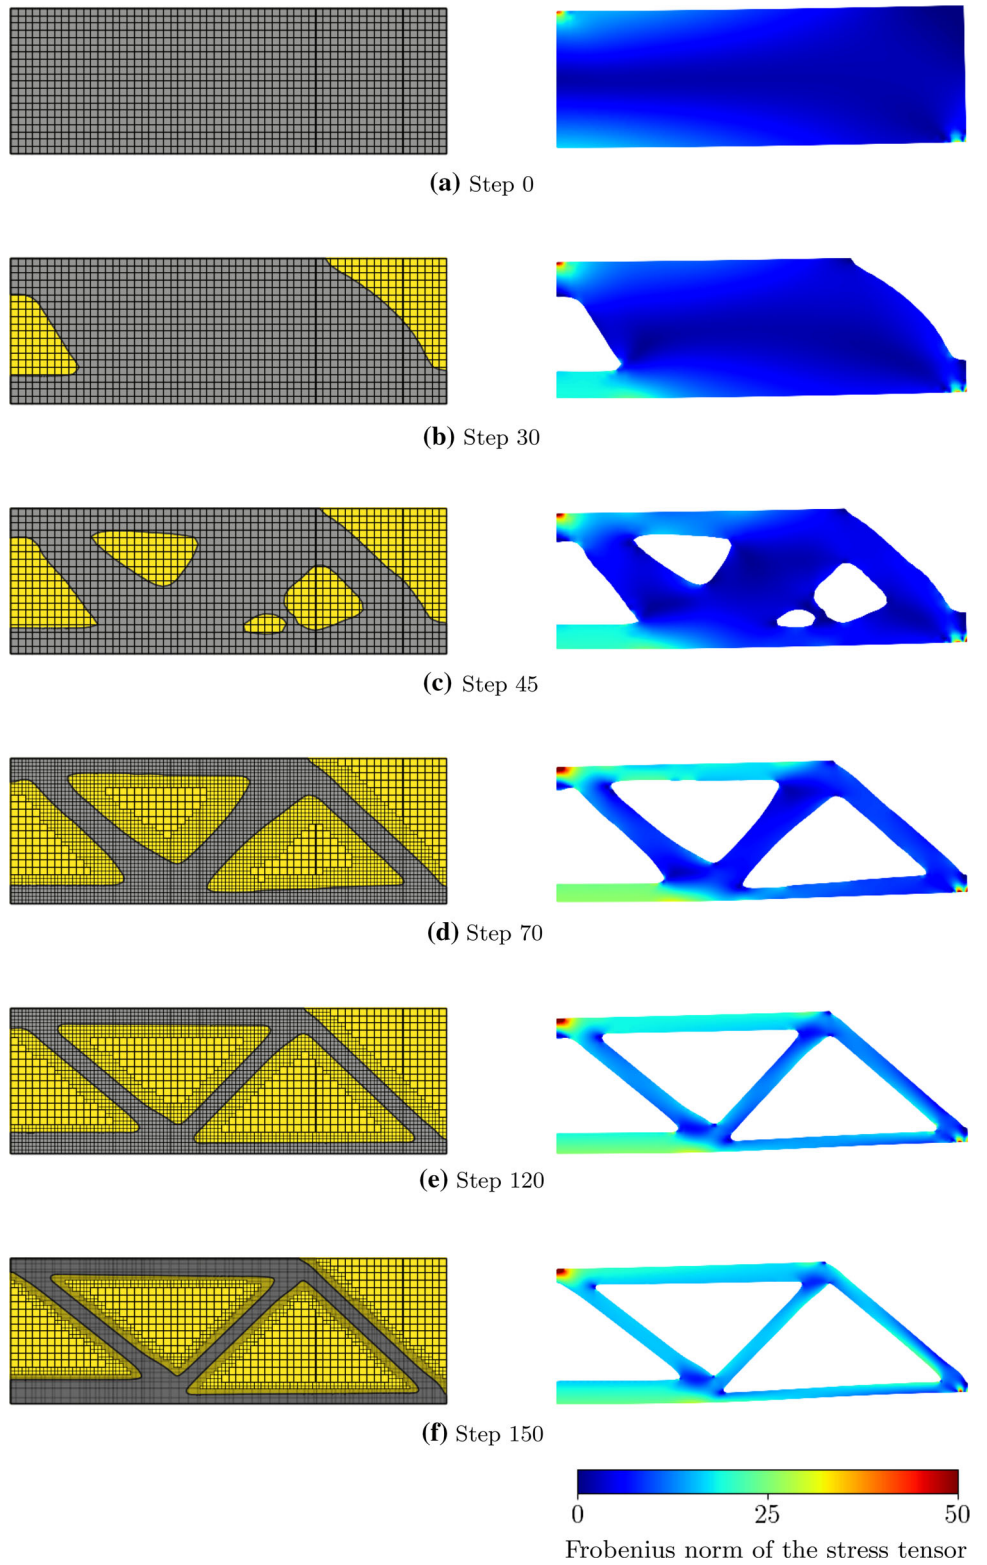 (a) Step 0
(b) Step 30
(c) Step 45
(d) Step 70
(e) Step 120
(f) Step 150
0 25 50
Frobenius norm of the stress tensor